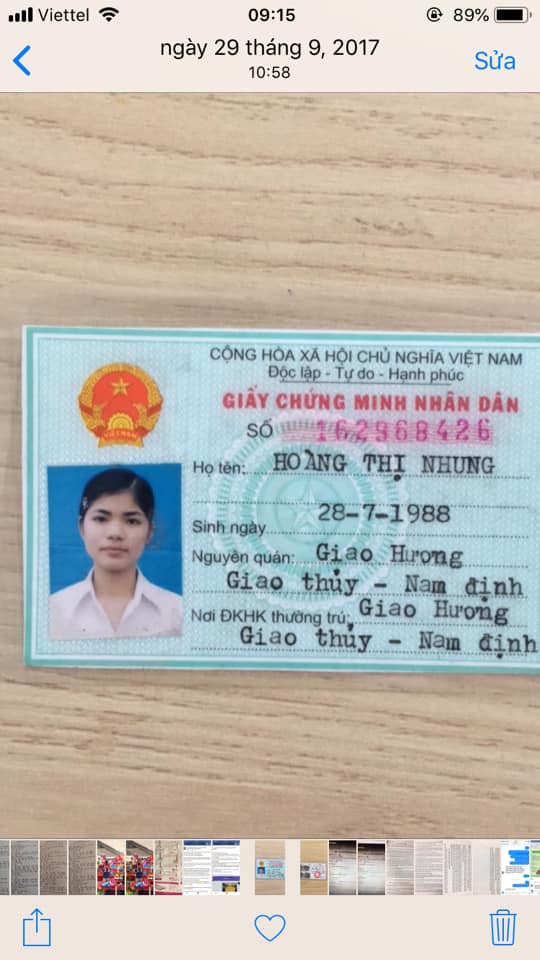 Viettel 09:15 89%
ngày 29 tháng 9, 2017
10:58
Sửa
CỘNG HÒA XÃ HỘI CHỦ NGHĨA VIỆT NAM
Độc lập - Tự do - Hạnh phúc
GIẤY CHỨNG MINH NHÂN DÂN
SỐ 162968426
VIỆT NAM
Họ tên: HOÀNG THỊ NHUNG
Sinh ngày 28-7-1988
Nguyên quán: Giao Hương
Giao thủy - Nam định
Nơi ĐKHK thường trú: Giao Hương
Giao thủy - Nam định